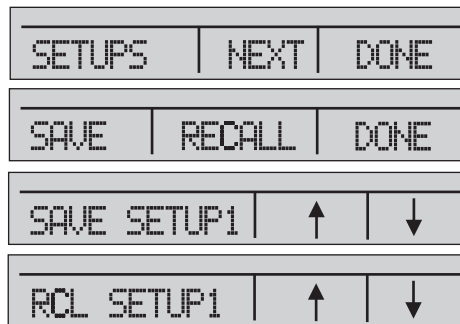 SETUPS NEXT DONE
SAVE RECALL DONE
SAVE SETUP1 ↑ ↓
RCL SETUP1 ↑ ↓